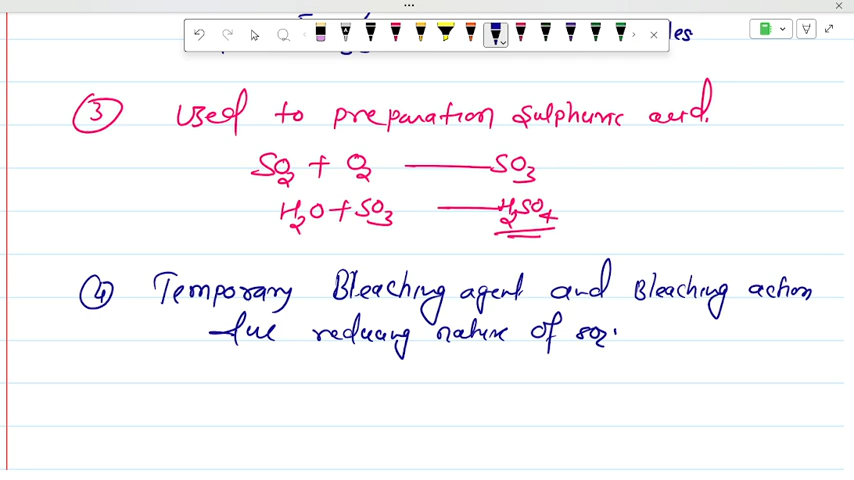 les
③ Used to preparation Sulphuric acid.
SO₂ + O₂ → SO₃
H₂O + SO₃ → H₂SO₄
④ Temporary Bleaching agent and Bleaching action
due reducing nature of so₂.